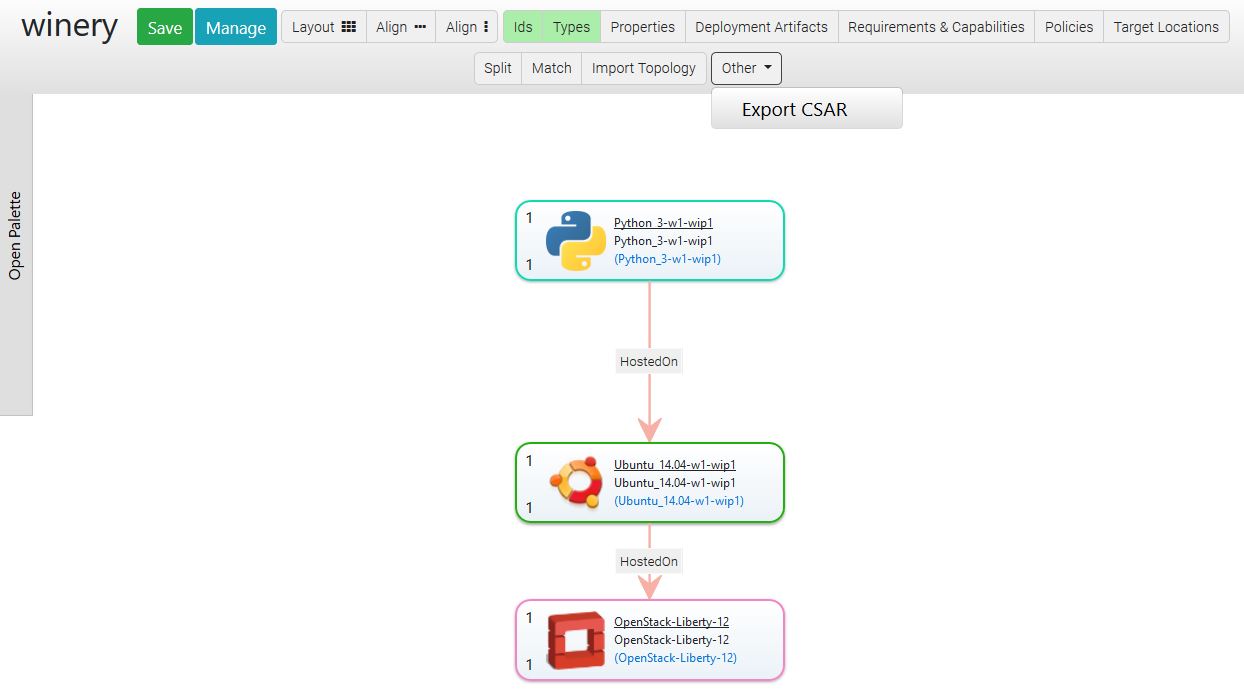 winery
Save
Manage
Layout
Align
Align
Ids
Types
Properties
Deployment Artifacts
Requirements & Capabilities
Policies
Target Locations
Split
Match
Import Topology
Other
Export CSAR
Open Palette
1
Python_3-w1-wip1
Python_3-w1-wip1
(Python_3-w1-wip1)
1
HostedOn
1
Ubuntu_14.04-w1-wip1
Ubuntu_14.04-w1-wip1
(Ubuntu_14.04-w1-wip1)
1
HostedOn
1
OpenStack-Liberty-12
OpenStack-Liberty-12
(OpenStack-Liberty-12)
1